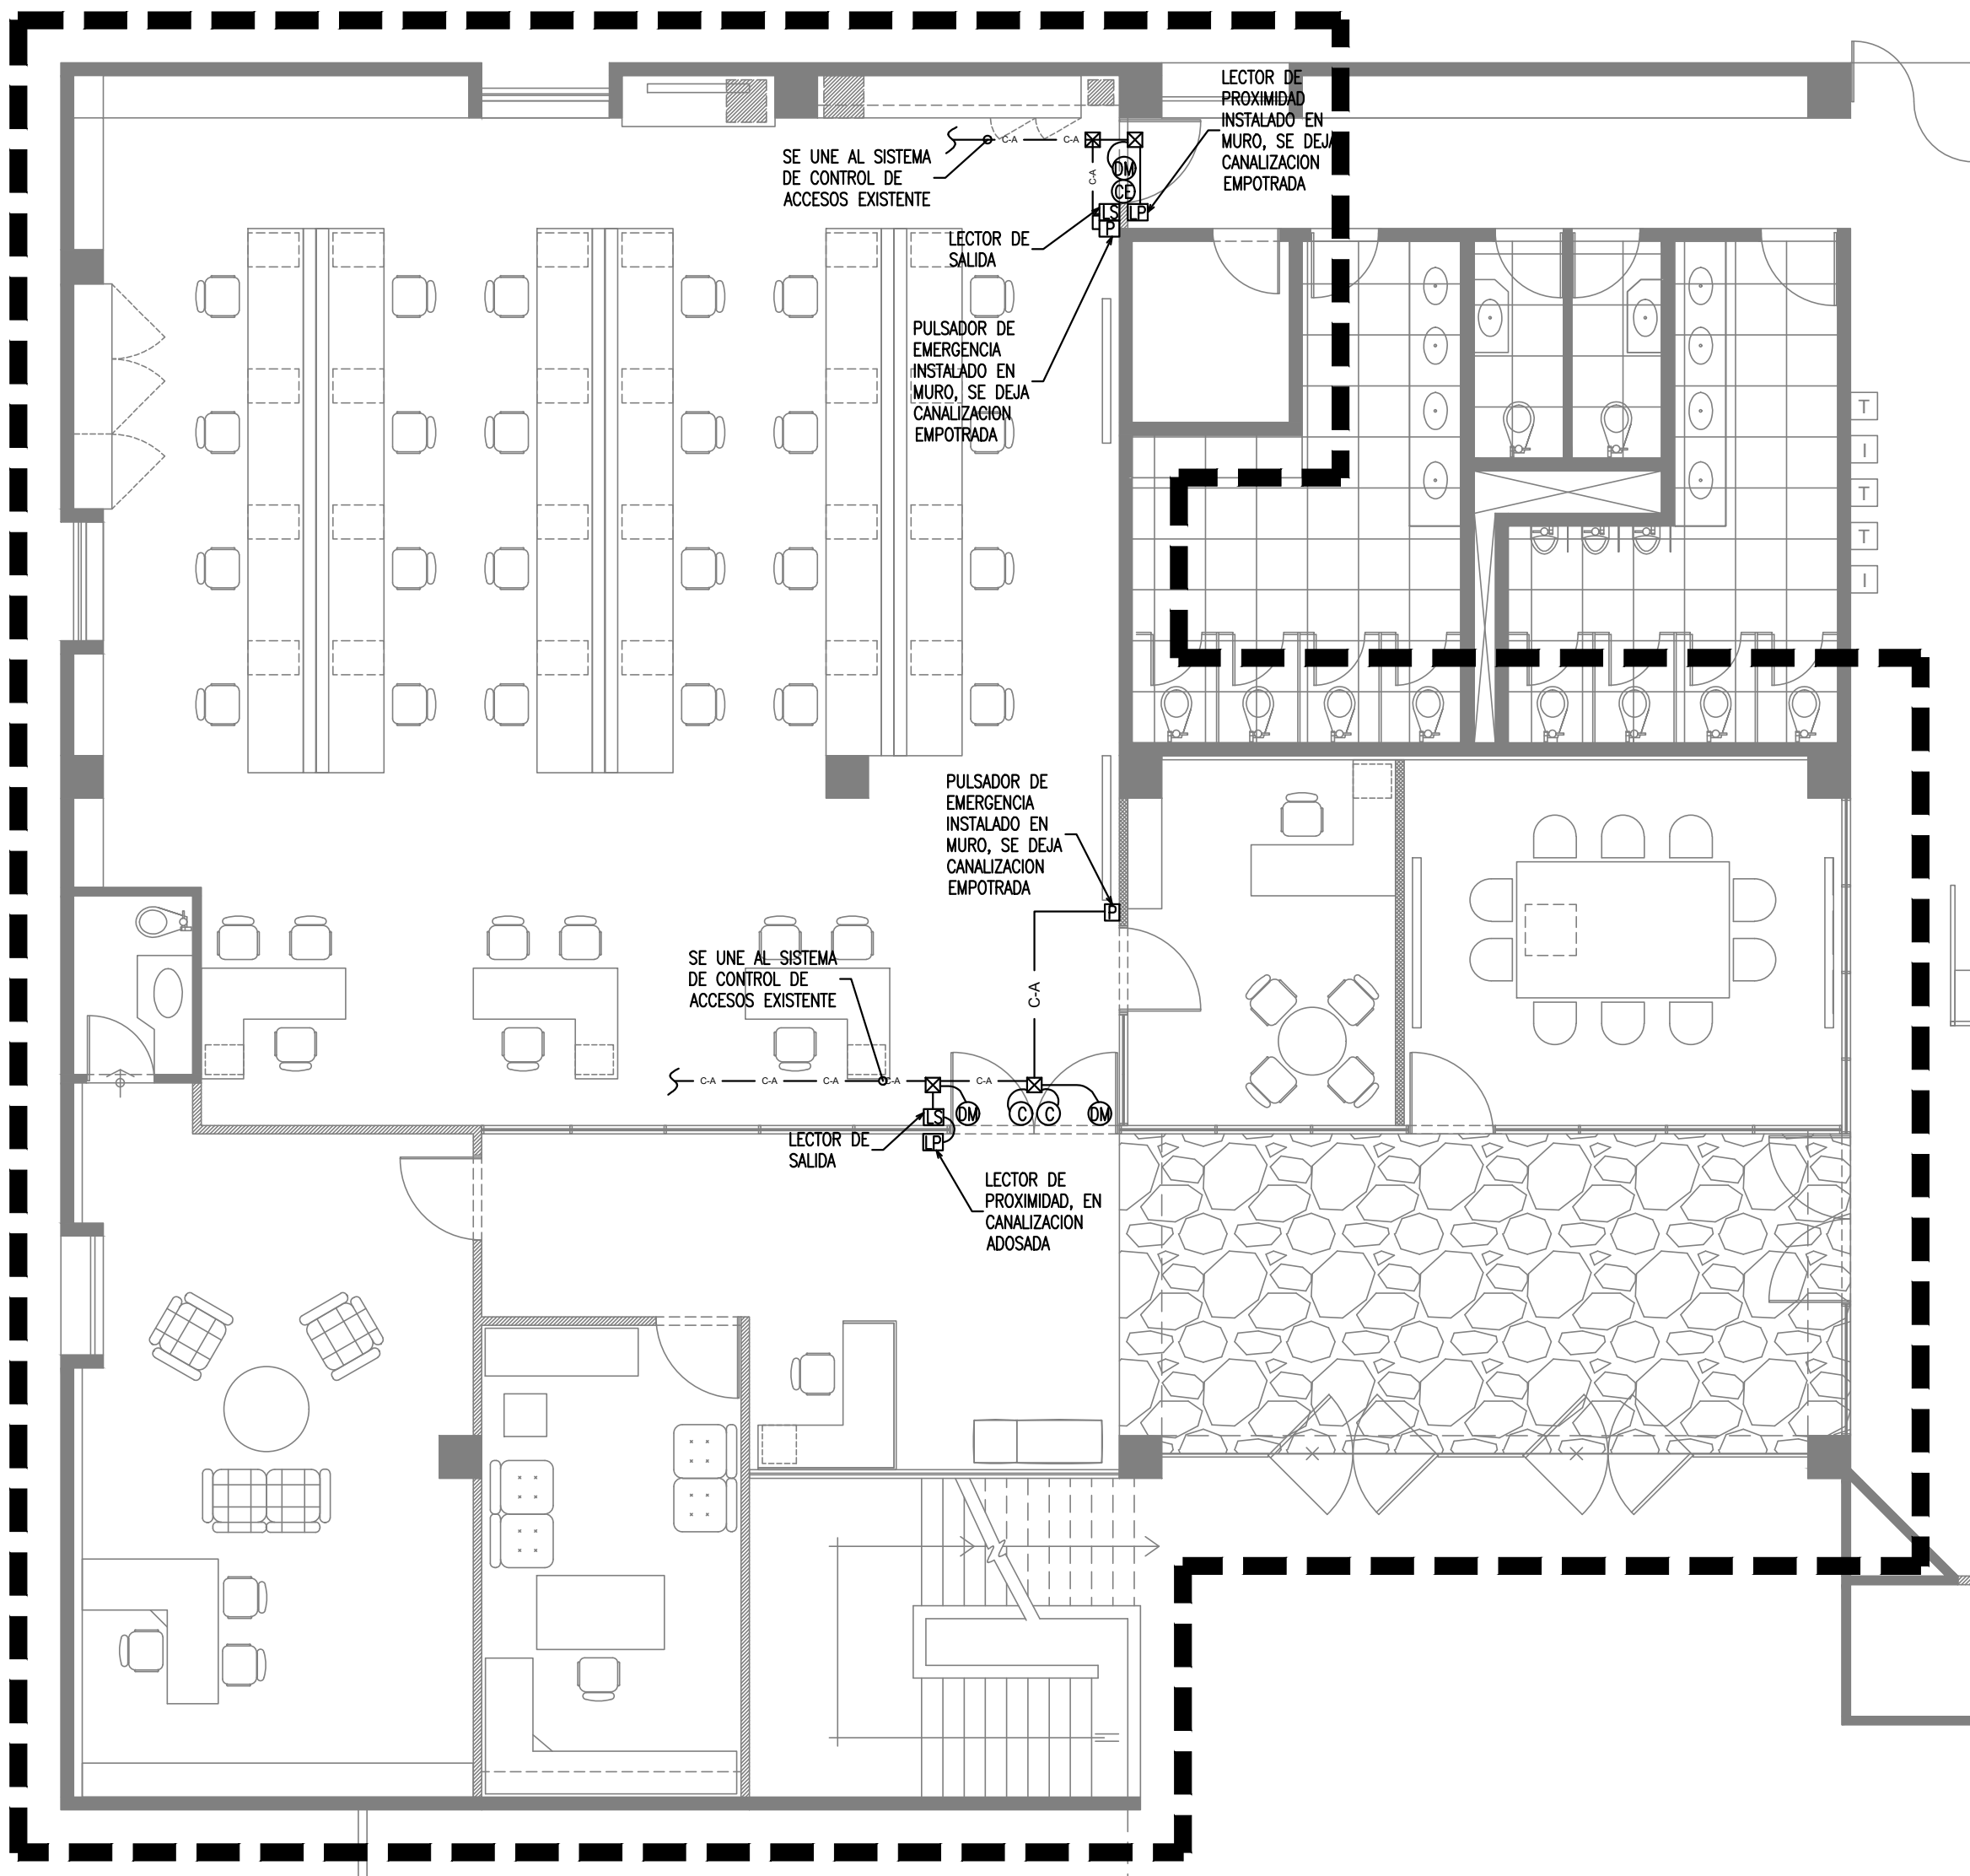 LECTOR DE
PROXIMIDAD
INSTALADO EN
MURO, SE DEJA
CANALIZACION
EMPOTRADA
C-A
C-A
SE UNE AL SISTEMA
DE CONTROL DE
ACCESOS EXISTENTE
C-A
DM
CE
LS
LP
P
LECTOR DE
SALIDA
PULSADOR DE
EMERGENCIA
INSTALADO EN
MURO, SE DEJA
CANALIZACION
EMPOTRADA
T
I
T
T
I
PULSADOR DE
EMERGENCIA
INSTALADO EN
MURO, SE DEJA
CANALIZACION
EMPOTRADA
P
SE UNE AL SISTEMA
DE CONTROL DE
ACCESOS EXISTENTE
C-A
C-A
C-A
C-A
C-A
C-A
LS
DM
C
C
DM
LP
LECTOR DE
SALIDA
LECTOR DE
PROXIMIDAD, EN
CANALIZACION
ADOSADA